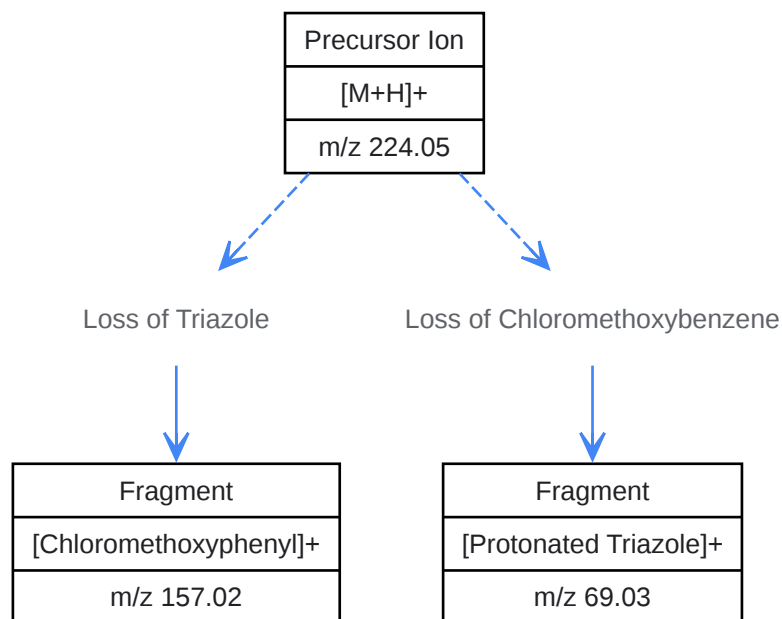 Precursor Ion
[M+H]+
m/z 224.05
Loss of Triazole
Loss of Chloromethoxybenzene
Fragment
[Chloromethoxyphenyl]+
m/z 157.02
Fragment
[Protonated Triazole]+
m/z 69.03